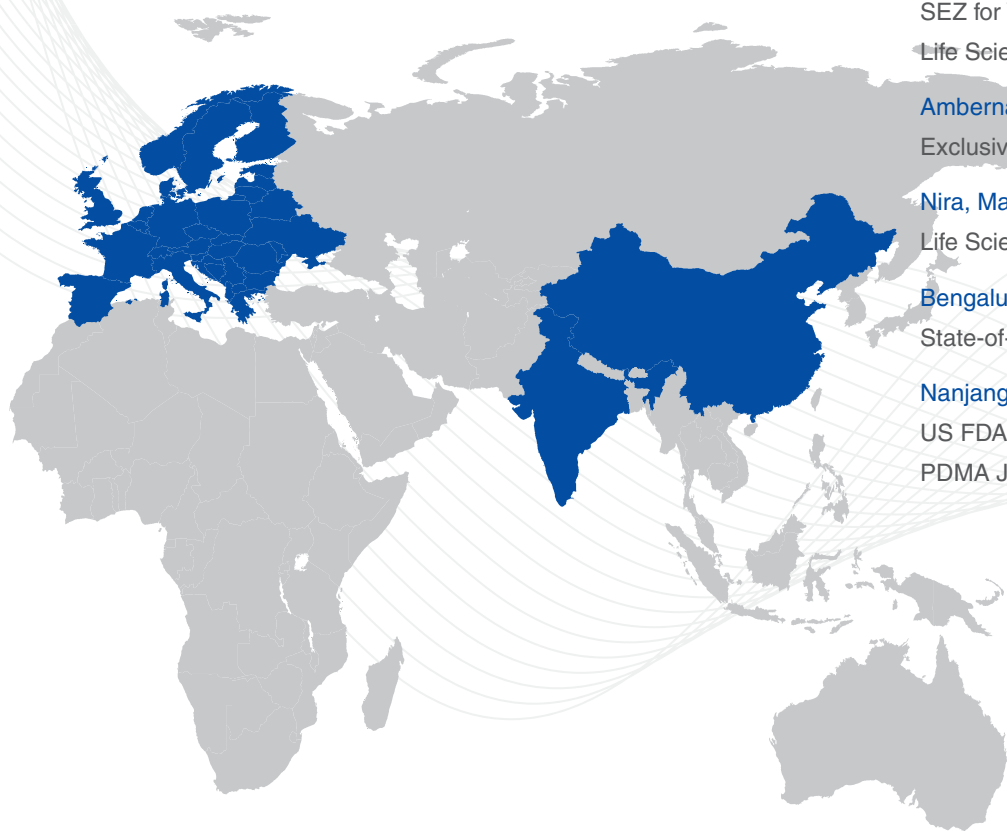 SEZ for
Life Scie
Amberna
Exclusiv
Nira, Ma
Life Scie
Bengalu
State-of-
Nanjang
US FDA
PDMA J